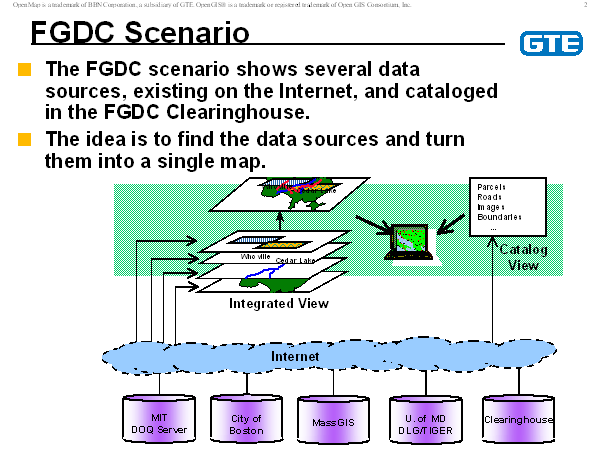 OpenMap is a trademark of BBN Corporation, a subsidiary of GTE. OpenGIS® is a trademark or registered trademark of Open GIS Consortium, Inc. 2
FGDC Scenario
GTE
The FGDC scenario shows several data
sources, existing on the Internet, and cataloged
in the FGDC Clearinghouse.
The idea is to find the data sources and turn
them into a single map.
Cedar Lake
Parcels
Roads
Images
Boundaries
...
Whoville
Cedar Lake
Catalog
View
Integrated View
Internet
MIT
DOQ Server
City of
Boston
MassGIS
U. of MD
DLG/TIGER
Clearinghouse